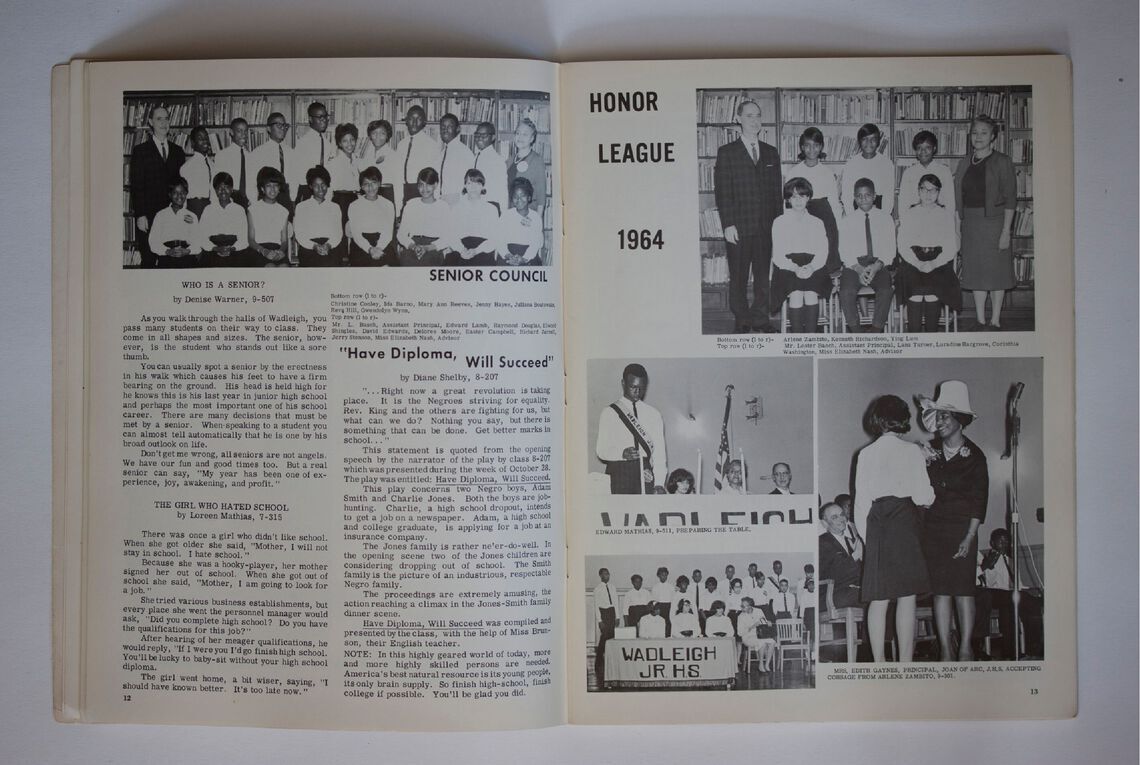 SENIOR COUNCIL
WHO IS A SENIOR?
by Denise Warner, 9-507
As you walk through the halls of Wadleigh, you
pass many students on their way to class. They
come in all shapes and sizes. The senior, how-
ever, is the student who stands out like a sore
thumb.
You can usually spot a senior by the erectness
in his walk which causes his feet to have a firm
bearing on the ground. His head is held high for
he knows this is his last year in junior high school
and perhaps the most important one of his school
career. There are many decisions that must be
met by a senior. When speaking to a student you
can almost tell automatically that he is one by his
broad outlook on life.
Don't get me wrong, all seniors are not angels.
We have our fun and good times too. But a real
senior can say, "My year has been one of ex-
perience, joy, awakening, and profit."
THE GIRL WHO HATED SCHOOL
by Loreen Mathias, 7-315
There was once a girl who didn't like school.
When she got older she said, "Mother, I will not
stay in school. I hate school."
Because she was a hooky-player, her mother
signed her out of school. When she got out of
school she said, "Mother, I am going to look for
a job."
She tried various business establishments, but
every place she went the personnel manager would
ask, "Did you complete high school? Do you have
the qualifications for this job?"
After hearing of her meager qualifications, he
would reply, "If I were you I'd go finish high school.
You'll be lucky to baby-sit without your high school
diploma.
The girl went home, a bit wiser, saying, "I
should have known better. It's too late now."
12
Bottom row (l to r)-
Christine Cooley, Ida Barno, Mary Ann Reeves, Jenny Hayes, Juliana
Hill, Gwendolyn Wynn,
Top row (l to r)-
Mr. L. Basch, Assistant Principal, Edward Lamb, Raymond Douglas,
Shingles, David Edwards, Delores Moore, Easter Campbell, Richard
Jerry Stenson, Miss Elizabeth Nash, Advisor
"Have Diploma, Will Succeed"
by Diane Shelby, 8-207
"...Right now a great revolution is taking
place. It is the Negroes striving for equality.
Rev. King and the others are fighting for us, but
what can we do? Nothing you say, but there is
something that can be done. Get better marks in
school..."
This statement is quoted from the opening
speech by the narrator of the play by class 8-207
which was presented during the week of October 28.
The play was entitled: Have Diploma, Will Succeed.
This play concerns two Negro boys, Adam
Smith and Charlie Jones. Both the boys are job-
hunting. Charlie, a high school dropout, intends
to get a job on a newspaper. Adam, a high school
and college graduate, is applying for a job at an
insurance company.
The Jones family is rather ne'er-do-well. In
the opening scene two of the Jones children are
considering dropping out of school. The Smith
family is the picture of an industrious, respectable
Negro family.
The proceedings are extremely amusing, the
action reaching a climax in the Jones-Smith family
dinner scene.
Have Diploma, Will Succeed was compiled and
presented by the class, with the help of Miss Brun-
son, their English teacher.
NOTE: In this highly geared world of today, more
and more highly skilled persons are needed.
America's best natural resource is its young people,
its only brain supply. So finish high-school, finish
college if possible. You'll be glad you did.
HONOR
LEAGUE
1964
Bottom row (l to r)- Arlene Zambito, Kenneth Richardson, Ying Lam
Top row (l to r)- Mr. Lester Basch, Assistant Principal, Lana Turner, Loradine Hargrove, Corinthia
Washington, Miss Elizabeth Nash, Advisor
WADLEIGH
EDWARD MATHIAS, 9-511, PREPARING THE TABLE.
WADLEIGH
JR. H.S.
MRS. EDITH GAYNES, PRINCIPAL, JOAN OF ARC, J.H.S. ACCEPTING
CORSAGE FROM ARLENE ZAMBITO, 9-301.
13